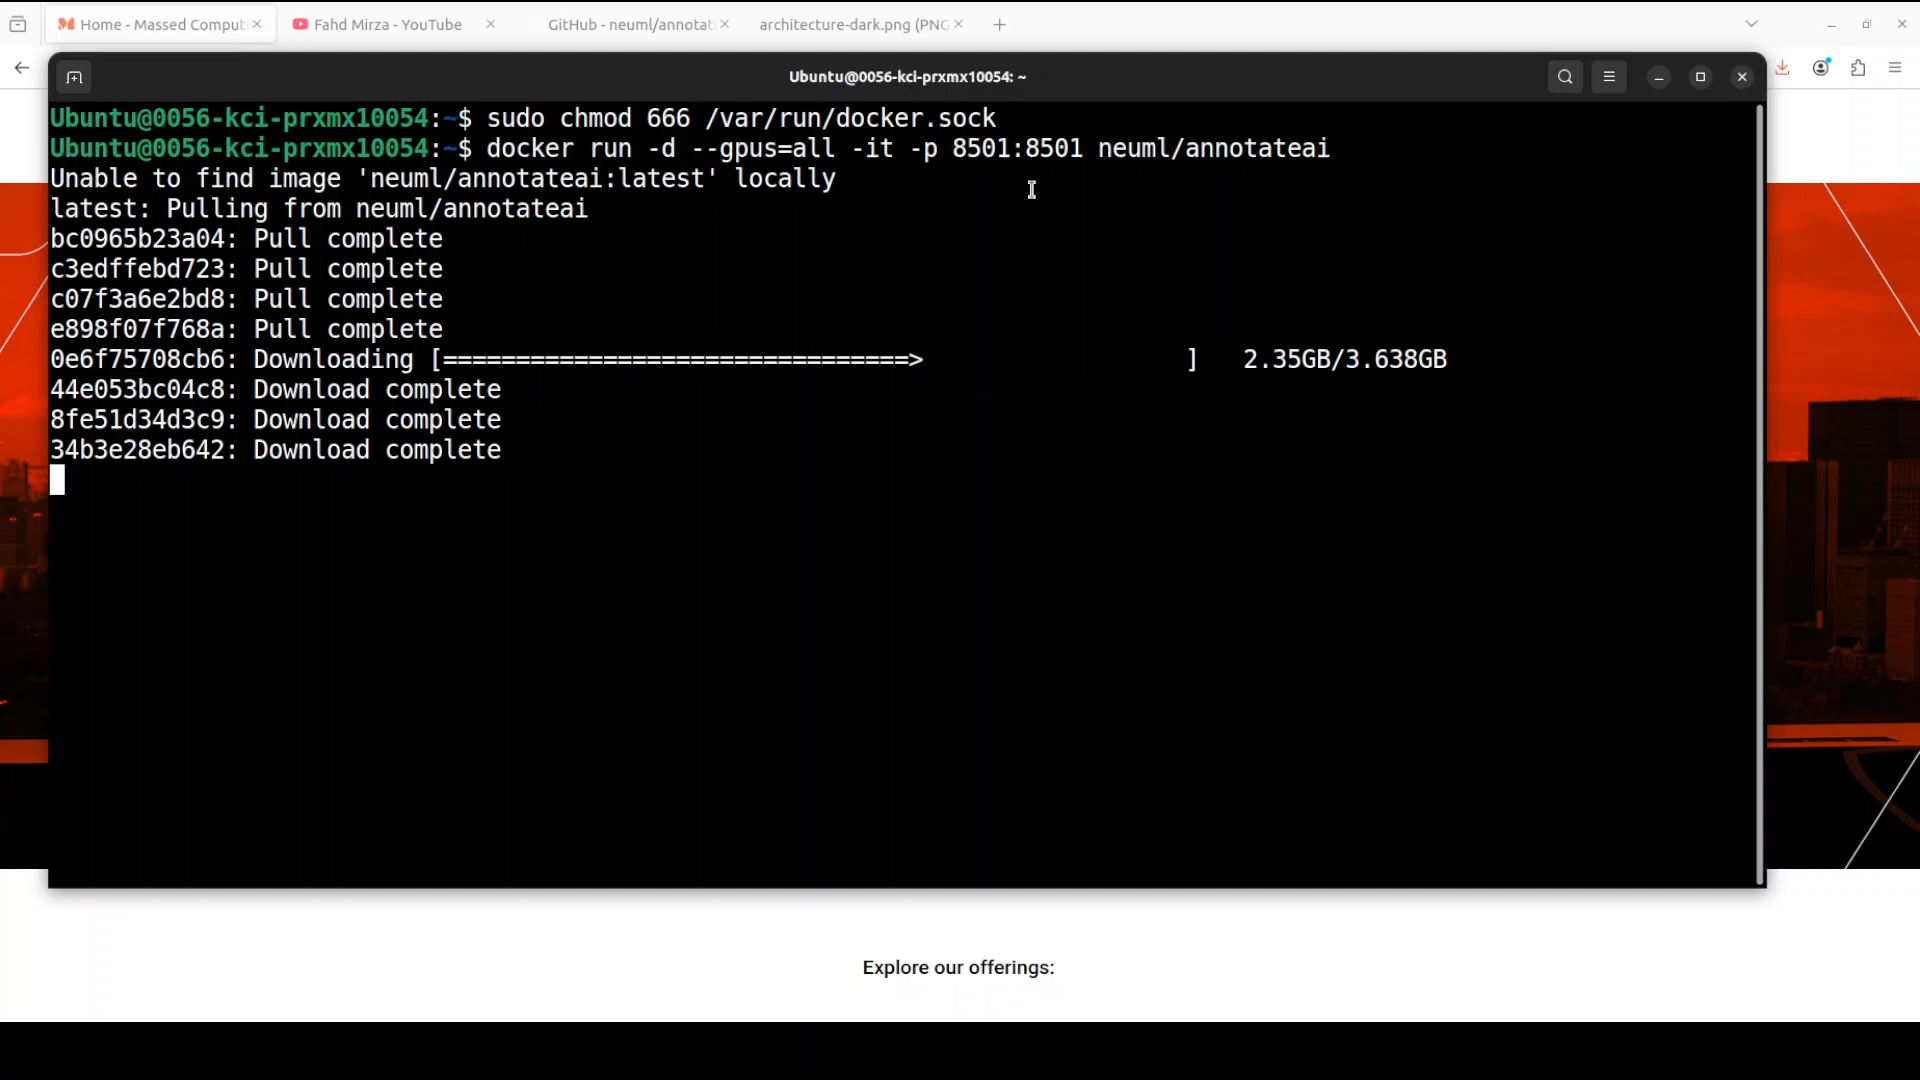 Home - Massed Comput
Fahd Mirza - YouTube
GitHub - neuml/annotat
architecture-dark.png (PNG
Ubuntu@0056-kci-prxmx10054: ~
Ubuntu@0056-kci-prxmx10054:~$ sudo chmod 666 /var/run/docker.sock
Ubuntu@0056-kci-prxmx10054:~$ docker run -d --gpus=all -it -p 8501:8501 neuml/annotateai
Unable to find image 'neuml/annotateai:latest' locally
latest: Pulling from neuml/annotateai
bc0965b23a04: Pull complete
c3edffebd723: Pull complete
c07f3a6e2bd8: Pull complete
e898f07f768a: Pull complete
0e6f75708cb6: Downloading [================================>                  ]   2.35GB/3.638GB
44e053bc04c8: Download complete
8fe51d34d3c9: Download complete
34b3e28eb642: Download complete
Explore our offerings: